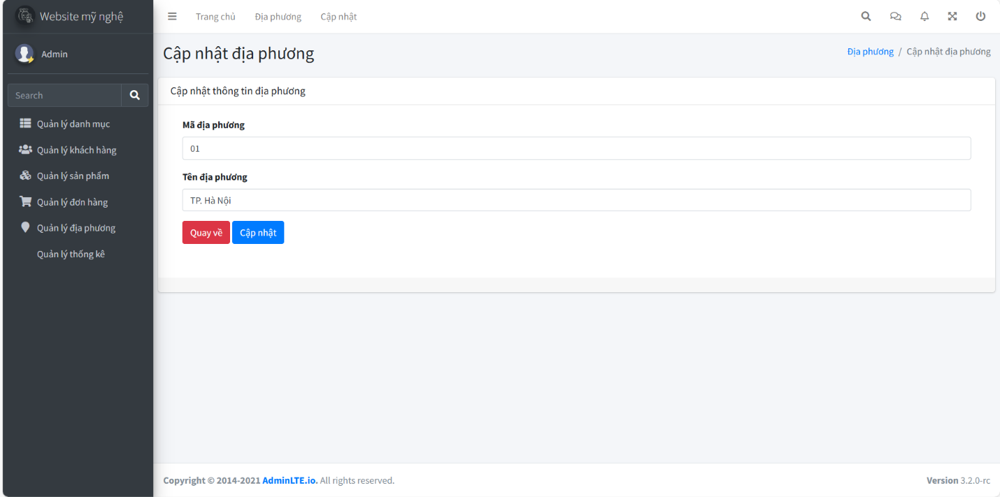 Website mỹ nghệ
Admin
Search
Quản lý danh mục
Quản lý khách hàng
Quản lý sản phẩm
Quản lý đơn hàng
Quản lý địa phương
Quản lý thống kê
Trang chủ Địa phương Cập nhật
Cập nhật địa phương
Địa phương / Cập nhật địa phương
Cập nhật thông tin địa phương
Mã địa phương
01
Tên địa phương
TP. Hà Nội
Quay về Cập nhật
Copyright © 2014-2021 AdminLTE.io. All rights reserved.
Version 3.2.0-rc